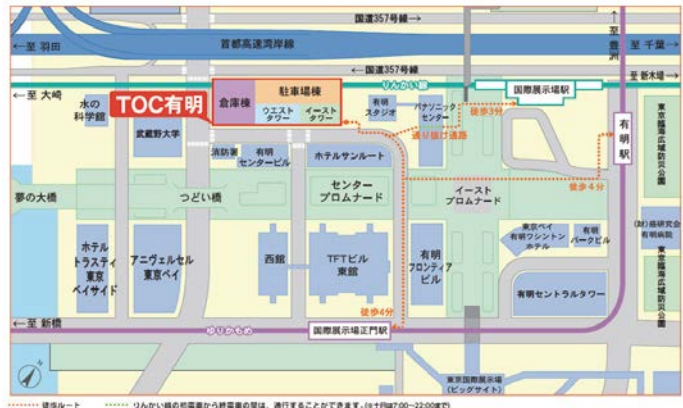 国道357号線→
↑至豊洲
←至 羽田
首都高速湾岸線
至 千葉→
←国道357号線
→至 新木場
←至 大崎
りんかい線
国際展示場駅
水の
科学館
TOC有明
倉庫棟
駐車場棟
ウエスト
タワー
イースト
タワー
有明
スタジオ
パナソニック
センター
徒歩3分
通り抜け通路
武蔵野大学
消防署
有明
センタービル
ホテルサンルート
有明駅
東京臨海広域防災公園
徒歩4分
夢の大橋
つどい橋
センター
プロムナード
イースト
プロムナード
ホテル
トラスティ
東京
ベイサイド
アニヴェルセル
東京ベイ
西館
TFTビル
東館
有明
フロンティア
ビル
東京ベイ
有明ワシントン
ホテル
有明
パークビル
(財)癌研究会
有明病院
東京臨海広域防災公園
有明セントラルタワー
徒歩4分
←至 新橋
ゆりかもめ
国際展示場正門駅
東京国際展示場
(ビッグサイト)
徒歩ルート
りんかい線の始電車から終電車の間は、通行することができます。(※土日は7:00〜22:00まで)